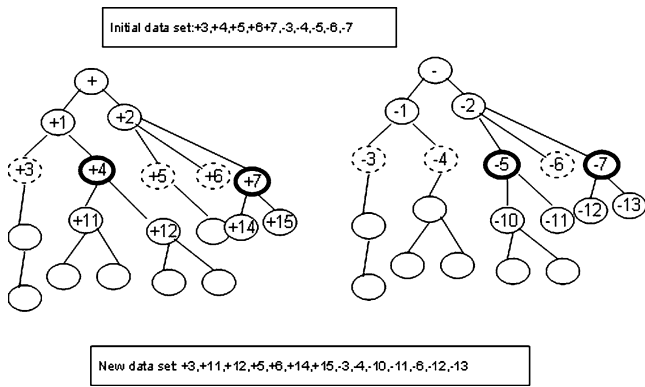 Initial data set:+3,+4,+5,+6+7,-3,-4,-5,-6,-7
+ -
+1 +2 -1 -2
+3 +4 +5 +6 +7 -3 -4 -5 -6 -7
+11 +12 +14 +15 -10 -11 -12 -13
New data set: +3,+11,+12,+5,+6,+14,+15,-3,-4,-10,-11,-6,-12,-13